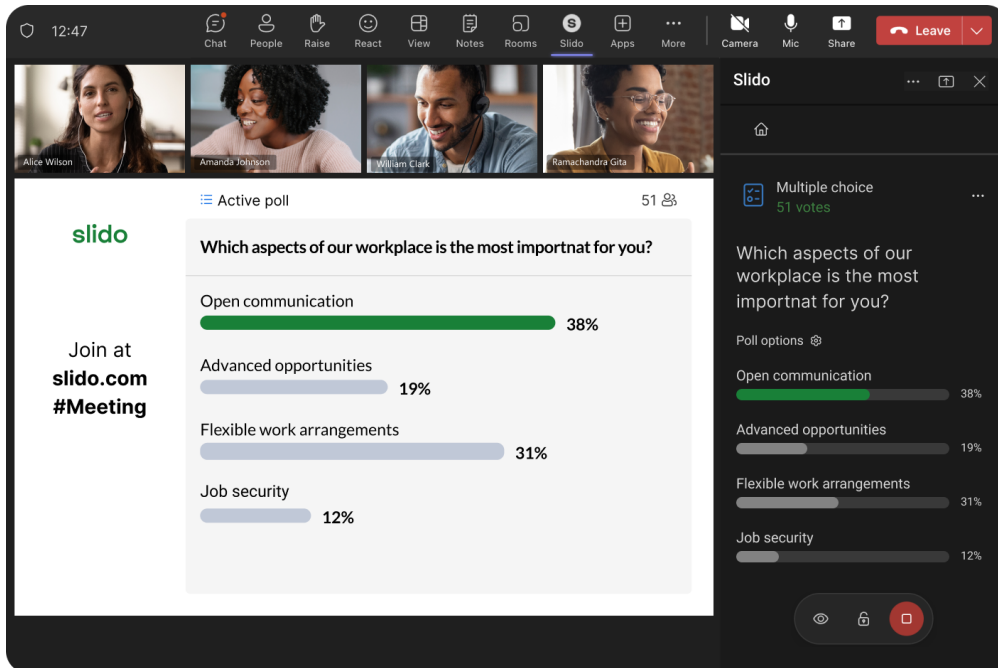 12:47
Chat
People
Raise
React
View
Notes
Rooms
S
Slido
Apps
More
Camera
Mic
Share
Leave
Alice Wilson
Amanda Johnson
William Clark
Ramachandra Gita
slido
Join at
slido.com
#Meeting
Active poll
51
Which aspects of our workplace is the most importnat for you?
Open communication
38%
Advanced opportunities
19%
Flexible work arrangements
31%
Job security
12%
Slido
Multiple choice
51 votes
Which aspects of our
workplace is the most
importnat for you?
Poll options
Open communication
38%
Advanced opportunities
19%
Flexible work arrangements
31%
Job security
12%